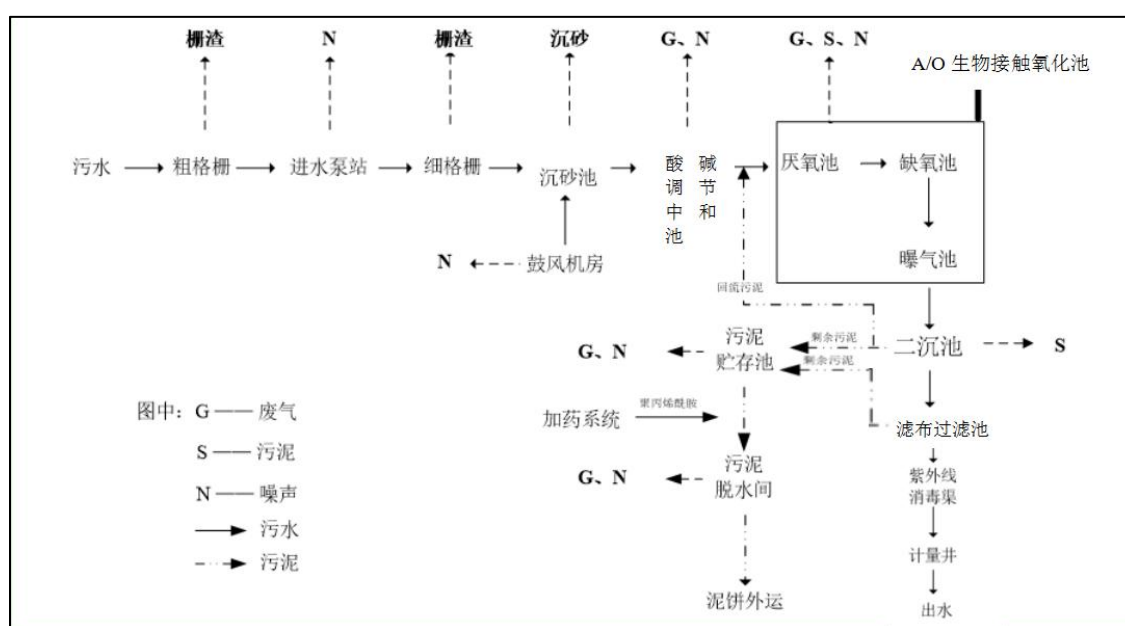 栅渣
N
栅渣
沉砂
G、N
G、S、N
A/O 生物接触氧化池
污水
粗格栅
进水泵站
细格栅
沉砂池
酸 碱
调 节
中 和
池
厌氧池
缺氧池
N
鼓风机房
曝气池
回流污泥
G、N
污泥
贮存池
剩余污泥
剩余污泥
二沉池
S
图中：G —— 废气
S —— 污泥
N —— 噪声
污水
污泥
加药系统
聚丙烯酰胺
滤布过滤池
G、N
污泥
脱水间
紫外线
消毒渠
计量井
泥饼外运
出水